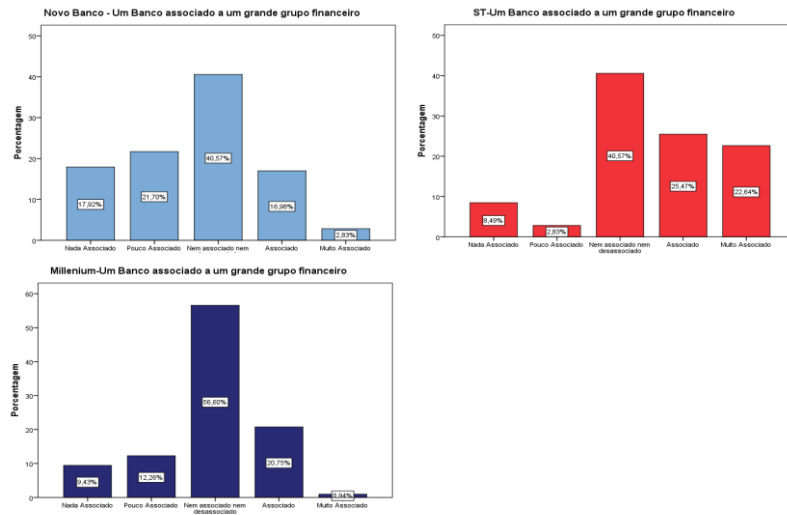 Novo Banco - Um Banco associado a um grande grupo financeiro
Porcentagem
50
40
30
20
10
0
17,92%
21,70%
40,57%
16,98%
2,83%
Nada Associado
Pouco Associado
Nem associado nem
Associado
Muito Associado
ST-Um Banco associado a um grande grupo financeiro
Porcentagem
50
40
30
20
10
0
8,49%
2,83%
40,57%
25,47%
22,64%
Nada Associado
Pouco Associado
Nem associado nem
desassociado
Associado
Muito Associado
Millenium-Um Banco associado a um grande grupo financeiro
Porcentagem
60
50
40
30
20
10
0
9,43%
12,26%
56,60%
20,75%
0,94%
Nada Associado
Pouco Associado
Nem associado nem
desassociado
Associado
Muito Associado